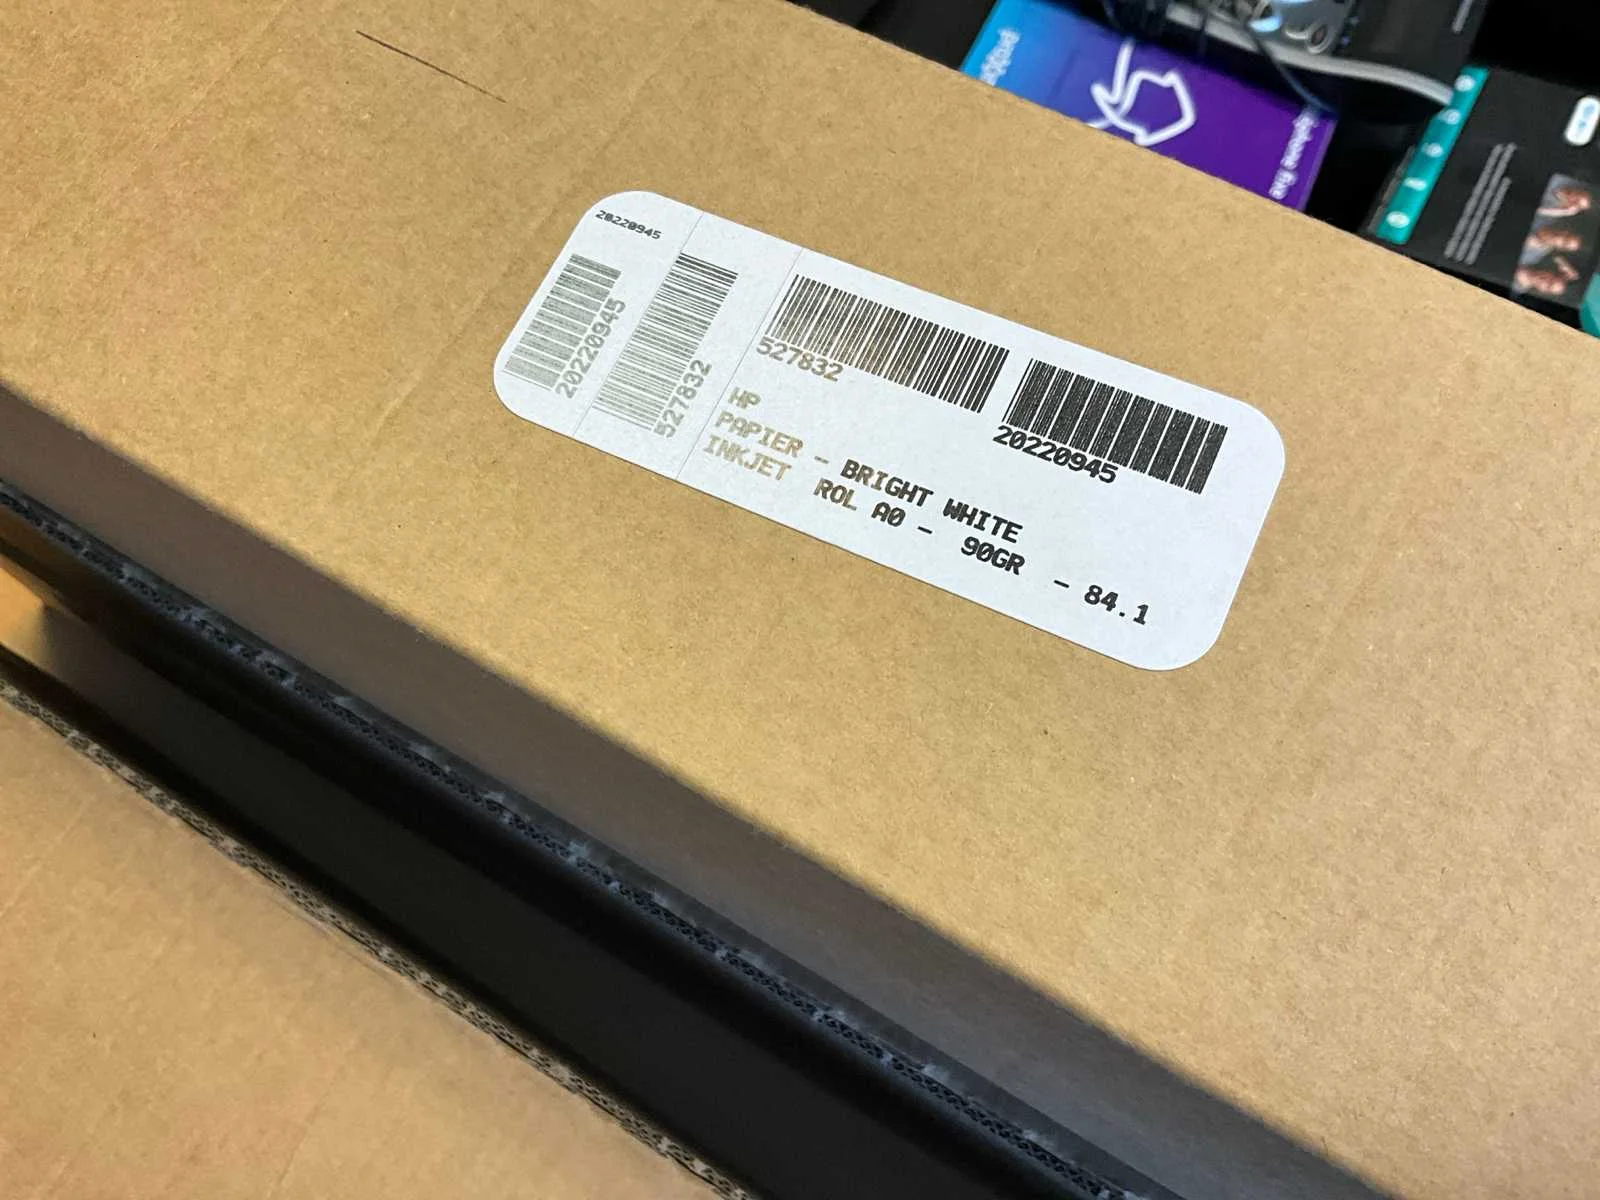 20220945
20220945
527832
527832
20220945
HP
PAPIER - BRIGHT WHITE
INKJET ROL A0 - 90GR - 84.1